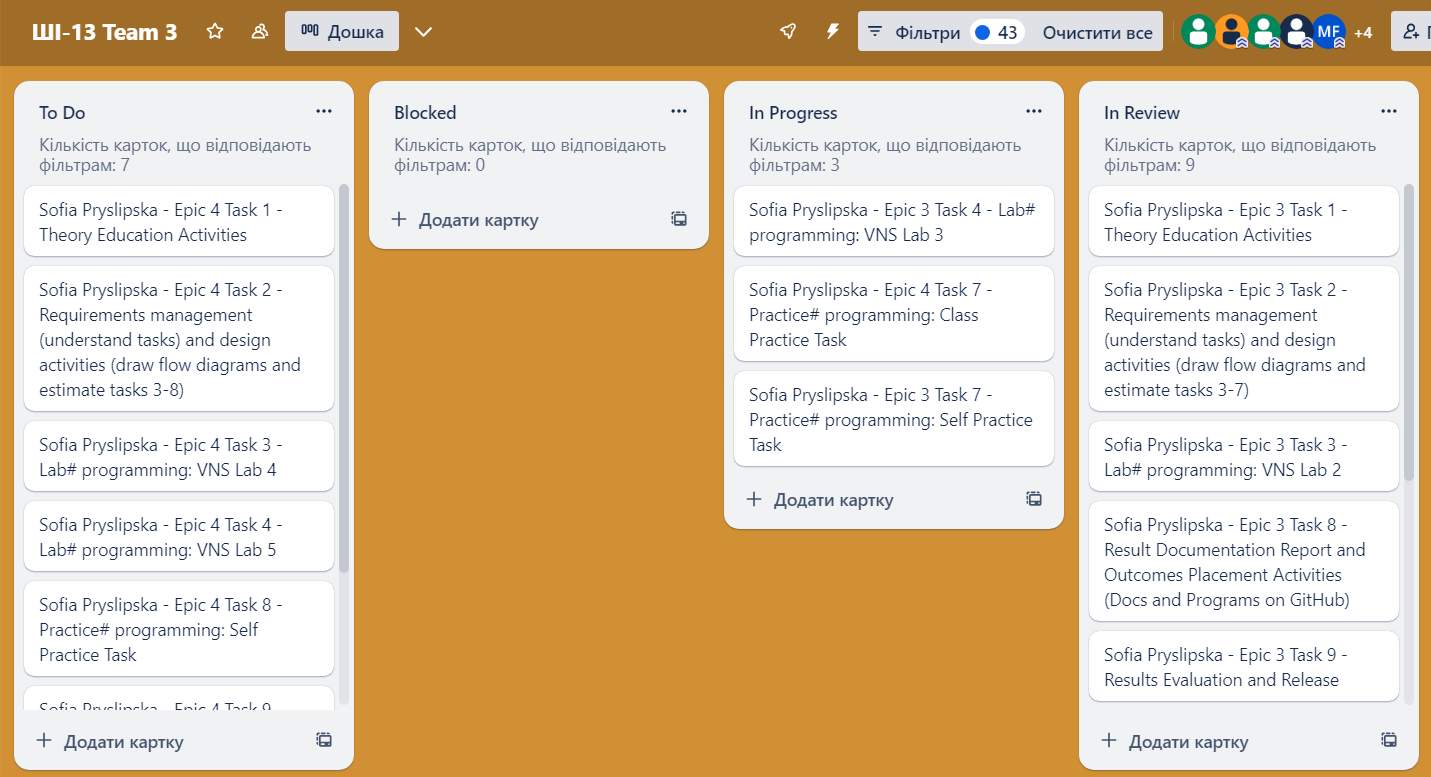 ШІ-13 Team 3
Дошка
Фільтри
43
Очистити все
MF
+4
To Do
Кількість карток, що відповідають
фільтрам: 7
Sofia Pryslipska - Epic 4 Task 1 -
Theory Education Activities
Sofia Pryslipska - Epic 4 Task 2 -
Requirements management
(understand tasks) and design
activities (draw flow diagrams and
estimate tasks 3-8)
Sofia Pryslipska - Epic 4 Task 3 -
Lab# programming: VNS Lab 4
Sofia Pryslipska - Epic 4 Task 4 -
Lab# programming: VNS Lab 5
Sofia Pryslipska - Epic 4 Task 8 -
Practice# programming: Self
Practice Task
Sofia Pryslipska - Epic 4 Task 9
Додати картку
Blocked
Кількість карток, що відповідають
фільтрам: 0
Додати картку
In Progress
Кількість карток, що відповідають
фільтрам: 3
Sofia Pryslipska - Epic 3 Task 4 - Lab#
programming: VNS Lab 3
Sofia Pryslipska - Epic 4 Task 7 -
Practice# programming: Class
Practice Task
Sofia Pryslipska - Epic 3 Task 7 -
Practice# programming: Self Practice
Task
Додати картку
In Review
Кількість карток, що відповідають
фільтрам: 9
Sofia Pryslipska - Epic 3 Task 1 -
Theory Education Activities
Sofia Pryslipska - Epic 3 Task 2 -
Requirements management
(understand tasks) and design
activities (draw flow diagrams and
estimate tasks 3-7)
Sofia Pryslipska - Epic 3 Task 3 -
Lab# programming: VNS Lab 2
Sofia Pryslipska - Epic 3 Task 8 -
Result Documentation Report and
Outcomes Placement Activities
(Docs and Programs on GitHub)
Sofia Pryslipska - Epic 3 Task 9 -
Results Evaluation and Release
Додати картку